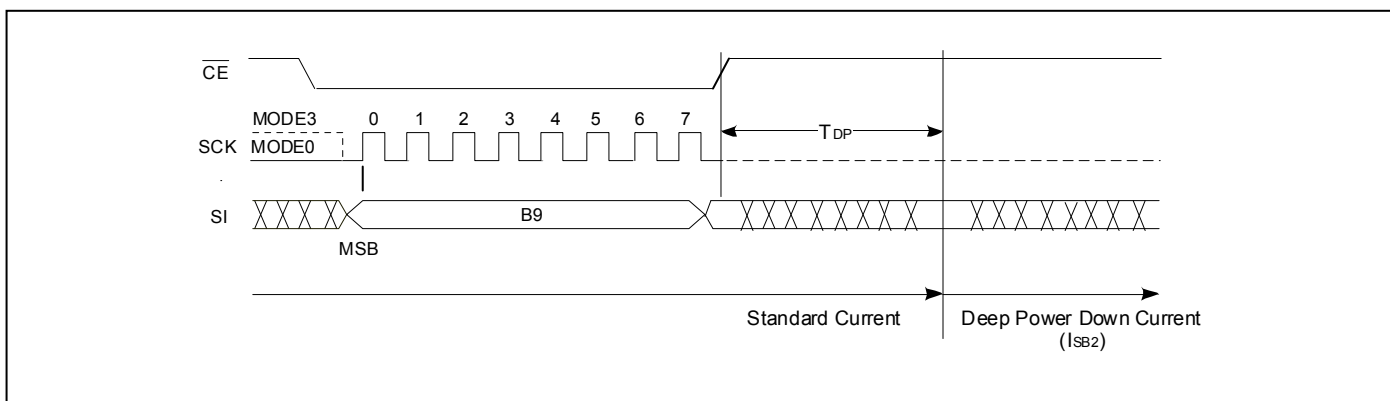 CE
MODE3
0 1 2 3 4 5 6 7
SCK MODE0
TDP
SI
B9
MSB
Standard Current
Deep Power Down Current
(ISB2)